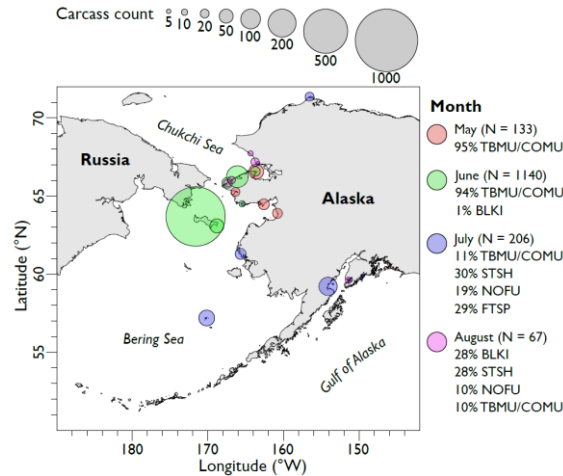 Carcass count
5 10 20 50 100 200 500 1000
Month
May (N = 133)
95% TBMU/COMU
June (N = 1140)
94% TBMU/COMU
1% BLKI
July (N = 206)
11% TBMU/COMU
30% STSH
19% NOFU
29% FTSP
August (N = 67)
28% BLKI
28% STSH
10% NOFU
10% TBMU/COMU
70
65
60
55
Latitude (°N)
Chukchi Sea
Russia
Alaska
Bering Sea
Gulf of Alaska
180 170 160 150
Longitude (°W)